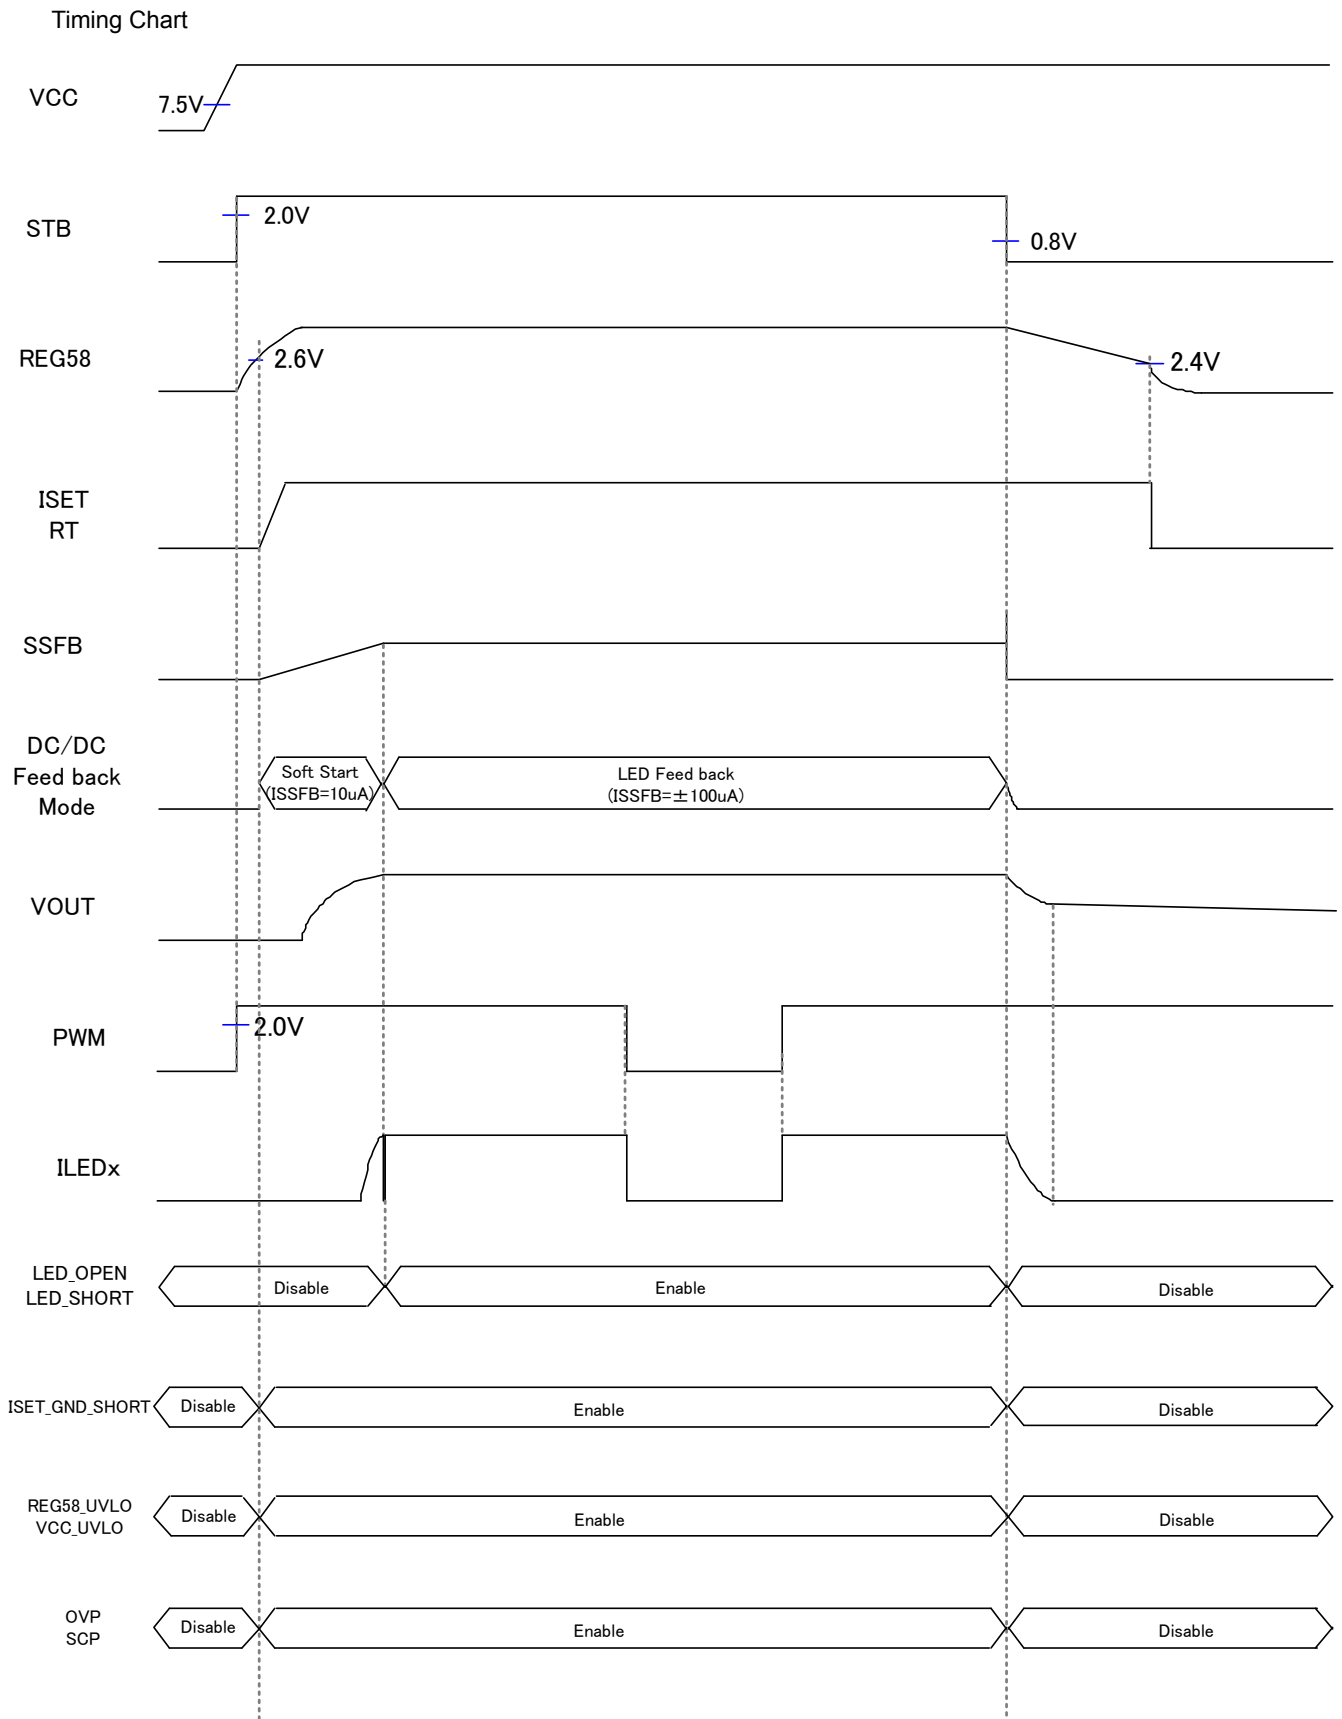 Timing Chart
VCC
7.5V
STB
2.0V
0.8V
REG58
2.6V
2.4V
ISET
RT
SSFB
DC/DC
Feed back
Mode
Soft Start
(ISSFB=10uA)
LED Feed back
(ISSFB=±100uA)
VOUT
PWM
2.0V
ILEDx
LED_OPEN
LED_SHORT
Disable
Enable
Disable
ISET_GND_SHORT
Disable
Enable
Disable
REG58_UVLO
VCC_UVLO
Disable
Enable
Disable
OVP
SCP
Disable
Enable
Disable